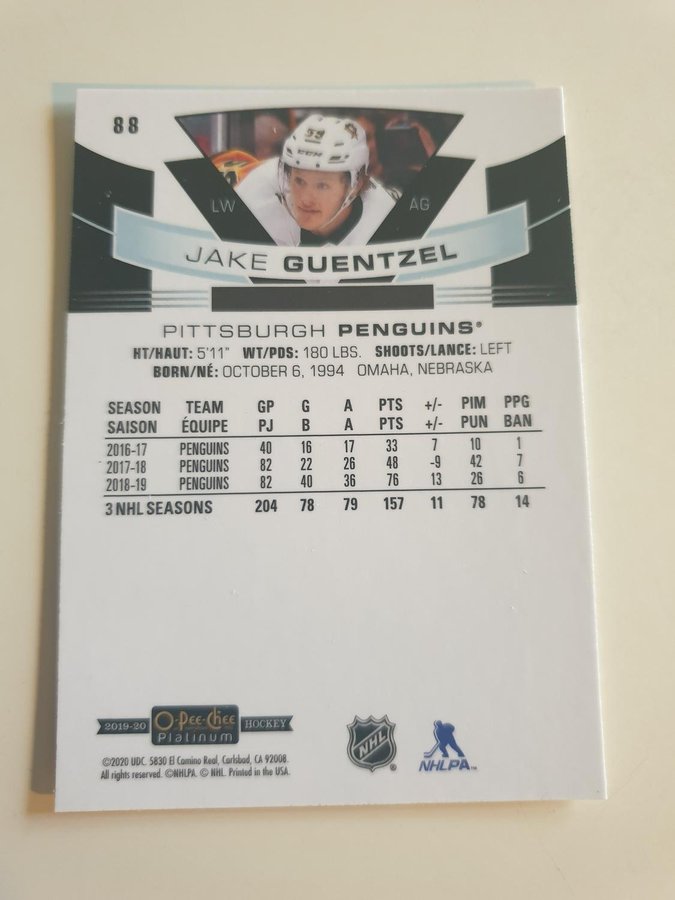 88
59
CCM
LW
AG
JAKE GUENTZEL
PITTSBURGH PENGUINS®
HT/HAUT: 5'11" WT/PDS: 180 LBS. SHOOTS/LANCE: LEFT
BORN/NÉ: OCTOBER 6, 1994 OMAHA, NEBRASKA
SEASON TEAM GP G A PTS +/- PIM PPG
SAISON ÉQUIPE PJ B A PTS +/- PUN BAN
2016-17 PENGUINS 40 16 17 33 7 10 1
2017-18 PENGUINS 82 22 26 48 -9 42 7
2018-19 PENGUINS 82 40 36 76 13 26 6
3 NHL SEASONS 204 78 79 157 11 78 14
2019-20 O-Pee-Chee HOCKEY
Platinum
©2020 UDC. 5830 El Camino Real, Carlsbad, CA 92008.
All rights reserved. ©NHLPA. © NHL. Printed in the USA.
NHL ®
NHLPA™